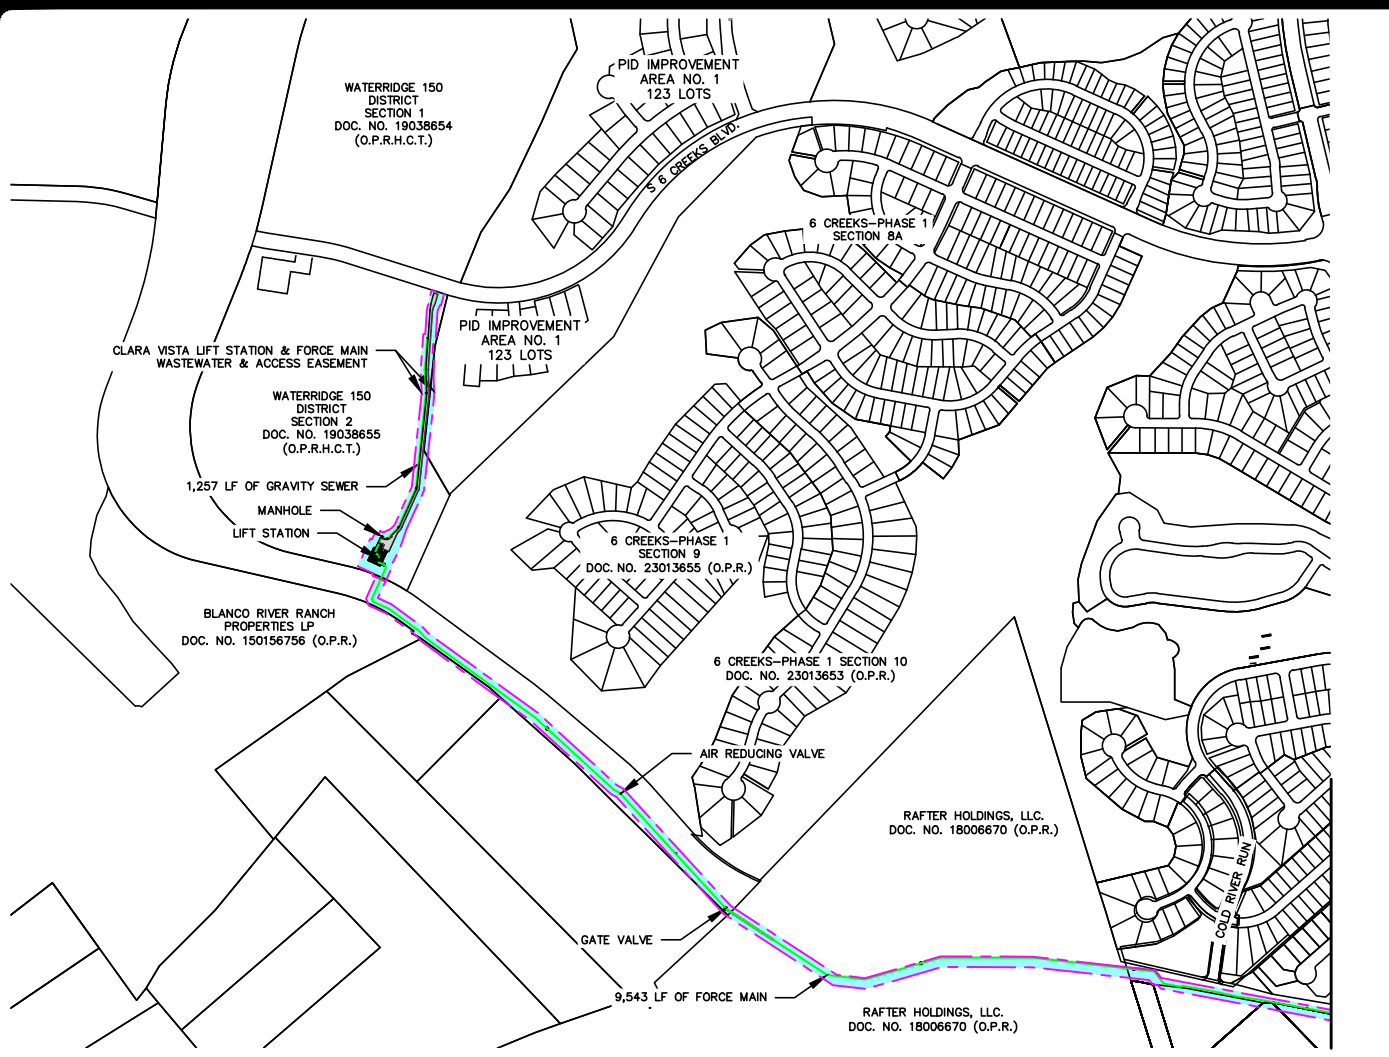 WATERRIDGE 150
DISTRICT
SECTION 1
DOC. NO. 19038654
(O.P.R.H.C.T.)
PID IMPROVEMENT
AREA NO. 1
123 LOTS
S 6 CREEKS BLVD.
6 CREEKS-PHASE 1
SECTION 8A
PID IMPROVEMENT
AREA NO. 1
123 LOTS
CLARA VISTA LIFT STATION & FORCE MAIN
WASTEWATER & ACCESS EASEMENT
WATERRIDGE 150
DISTRICT
SECTION 2
DOC. NO. 19038655
(O.P.R.H.C.T.)
1,257 LF OF GRAVITY SEWER
MANHOLE
LIFT STATION
6 CREEKS-PHASE 1
SECTION 9
DOC. NO. 23013655 (O.P.R.)
BLANCO RIVER RANCH
PROPERTIES LP
DOC. NO. 150156756 (O.P.R.)
6 CREEKS-PHASE 1 SECTION 10
DOC. NO. 23013653 (O.P.R.)
AIR REDUCING VALVE
RAFTER HOLDINGS, LLC.
DOC. NO. 18006670 (O.P.R.)
COLD RIVER RUN
GATE VALVE
9,543 LF OF FORCE MAIN
RAFTER HOLDINGS, LLC.
DOC. NO. 18006670 (O.P.R.)